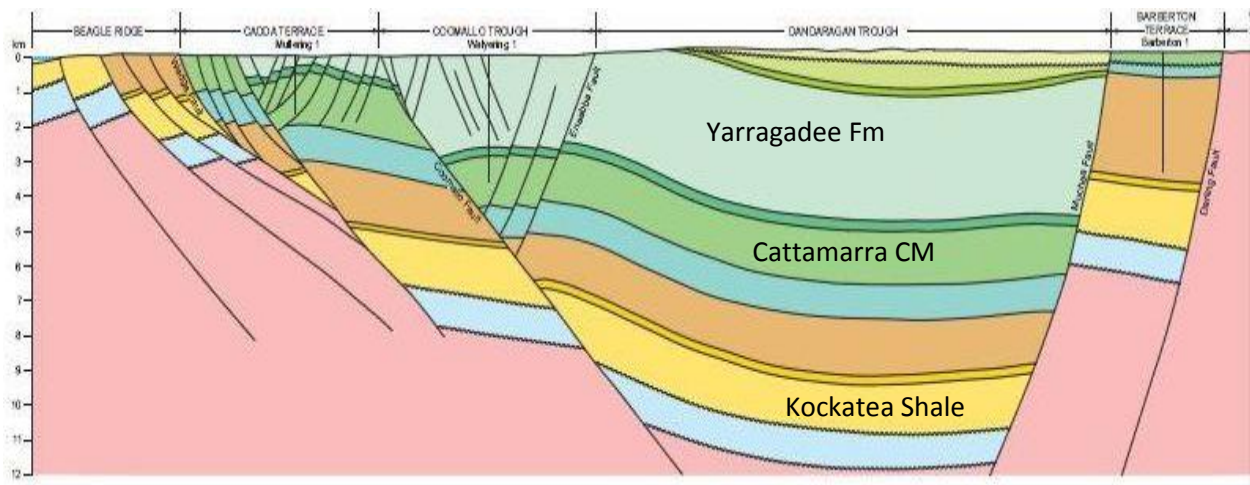 BEAGLE RIDGE
CADDA TERRACE
Mullering 1
COOMALLO TROUGH
Walyering 1
DANDARAGAN TROUGH
BARBERTON
TERRACE
Barberton 1
km
0
1
2
3
4
5
6
7
8
9
10
11
12
Eneabba Fault
Coomallo Fault
Muchea Fault
Darling Fault
Yarragadee Fm
Cattamarra CM
Kockatea Shale